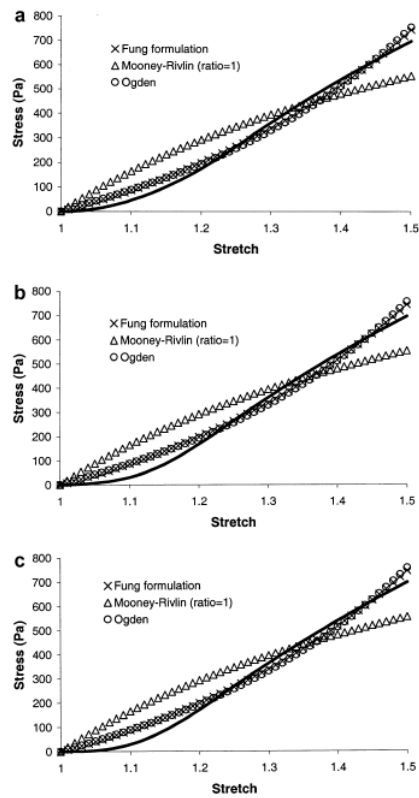 a
800
700
600
500
400
300
200
100
0
Stress (Pa)
× Fung formulation
△ Mooney-Rivlin (ratio=1)
○ Ogden
1 1.1 1.2 1.3 1.4 1.5
Stretch
b
800
700
600
500
400
300
200
100
0
Stress (Pa)
× Fung formulation
△ Mooney-Rivlin (ratio=1)
○ Ogden
1 1.1 1.2 1.3 1.4 1.5
Stretch
c
800
700
600
500
400
300
200
100
0
Stress (Pa)
× Fung formulation
△ Mooney-Rivlin (ratio=1)
○ Ogden
1 1.1 1.2 1.3 1.4 1.5
Stretch